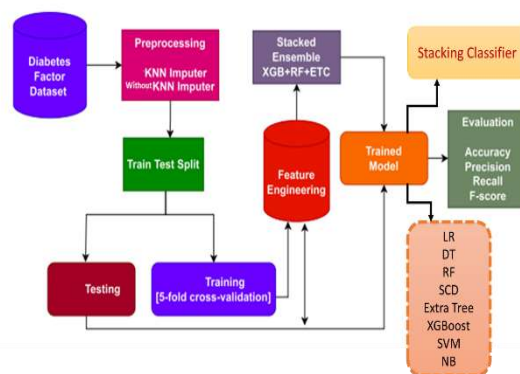 Diabetes
Factor
Dataset
Preprocessing
KNN Imputer
Without KNN Imputer
Train Test Split
Testing
Training
[5-fold cross-validation]
Stacked
Ensemble
XGB+RF+ETC
Feature
Engineering
Trained
Model
Stacking Classifier
Evaluation
Accuracy
Precision
Recall
F-score
LR
DT
RF
SCD
Extra Tree
XGBoost
SVM
NB